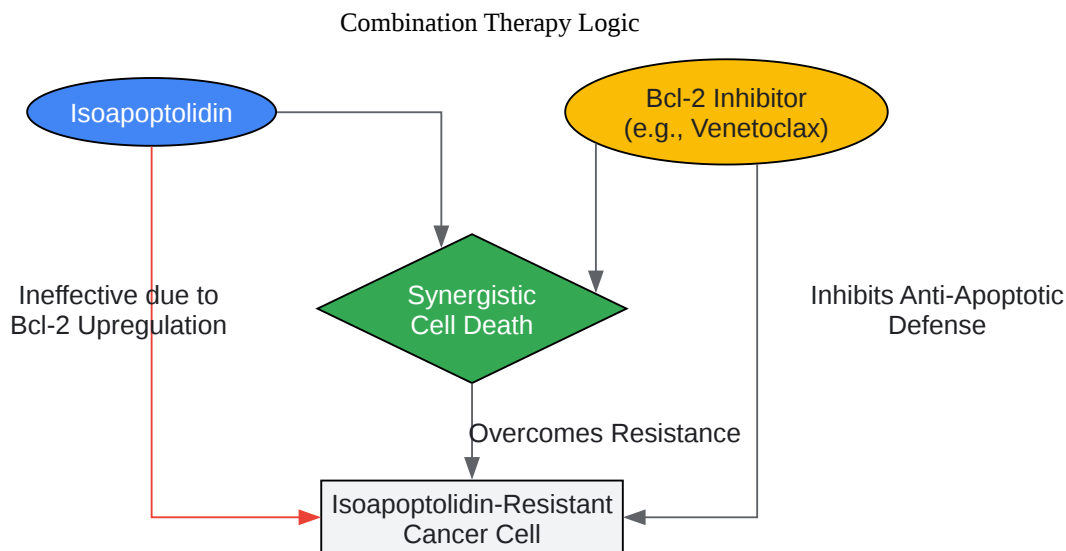 Combination Therapy Logic
Isoapoptolidin
Bcl-2 Inhibitor
(e.g., Venetoclax)
Synergistic
Cell Death
Ineffective due to
Bcl-2 Upregulation
Inhibits Anti-Apoptotic
Defense
Overcomes Resistance
Isoapoptolidin-Resistant
Cancer Cell